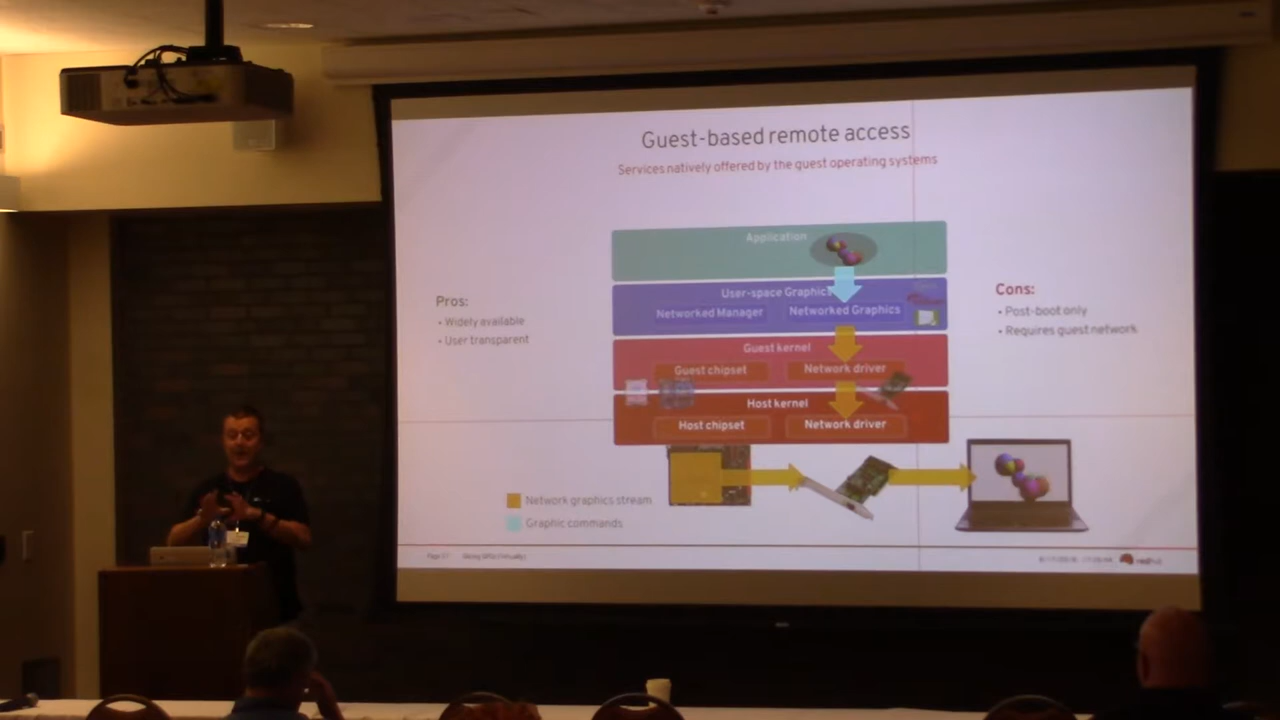 Guest-based remote access
Services natively offered by the guest operating systems
Application
Pros:
• Widely available
• User transparent
User-space Graphics
Networked Manager
Networked Graphics
Guest kernel
Guest chipset
Network driver
Host kernel
Host chipset
Network driver
Cons:
• Post-boot only
• Requires guest network
Network graphics stream
Graphic commands